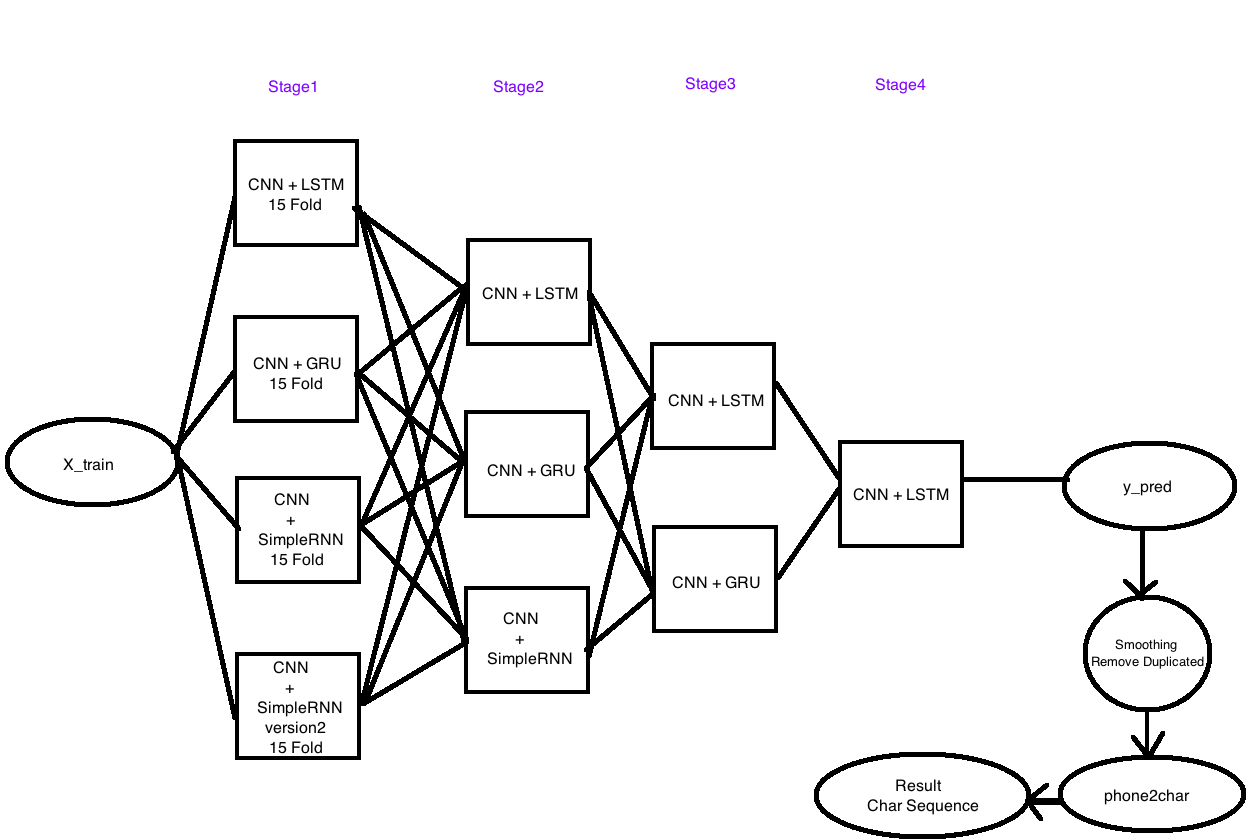 Stage1
Stage2
Stage3
Stage4
X_train
CNN + LSTM
15 Fold
CNN + GRU
15 Fold
CNN
+
SimpleRNN
15 Fold
CNN
+
SimpleRNN
version2
15 Fold
CNN + LSTM
CNN + GRU
CNN
+
SimpleRNN
CNN + LSTM
CNN + GRU
CNN + LSTM
y_pred
Smoothing
Remove Duplicated
phone2char
Result
Char Sequence